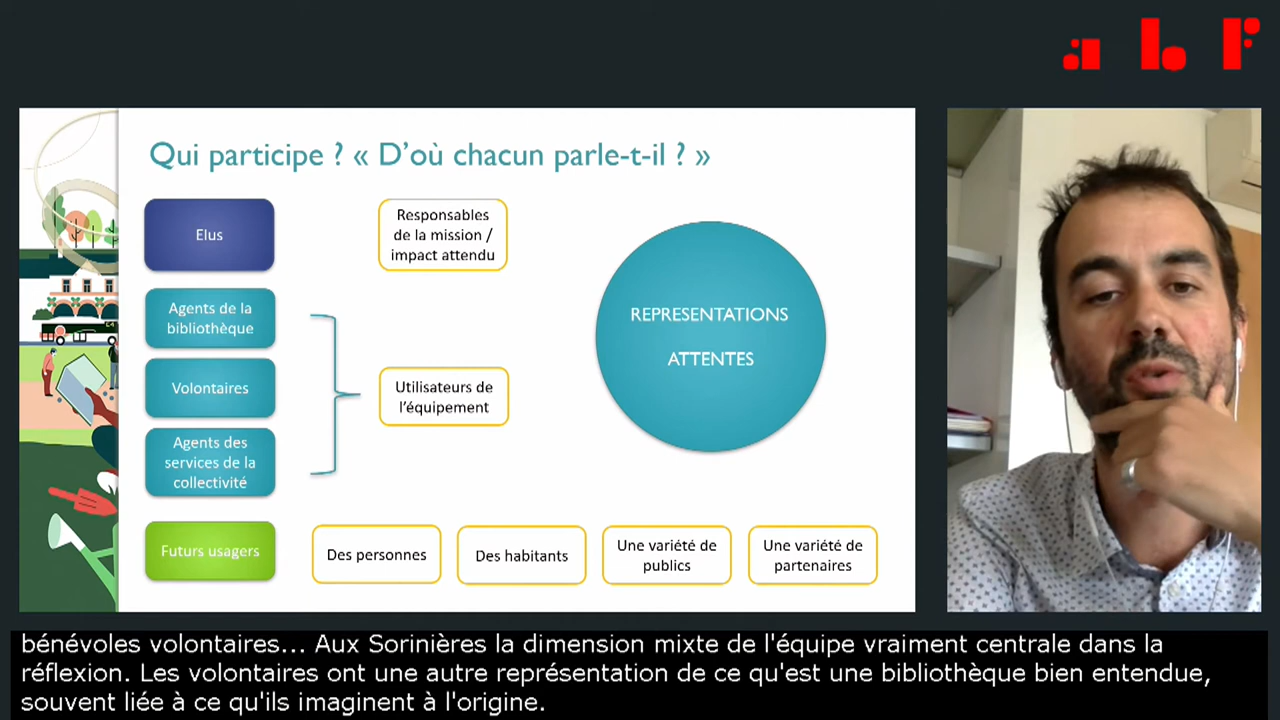 abf
Qui participe ? « D'où chacun parle-t-il ? »
Elus
Responsables
de la mission /
impact attendu
Agents de la
bibliothèque
Volontaires
Agents des
services de la
collectivité
Utilisateurs de
l'équipement
REPRESENTATIONS
ATTENTES
Futurs usagers
Des personnes
Des habitants
Une variété de
publics
Une variété de
partenaires
bénévoles volontaires... Aux Sorinières la dimension mixte de l'équipe vraiment centrale dans la
réflexion. Les volontaires ont une autre représentation de ce qu'est une bibliothèque bien entendue,
souvent liée à ce qu'ils imaginent à l'origine.